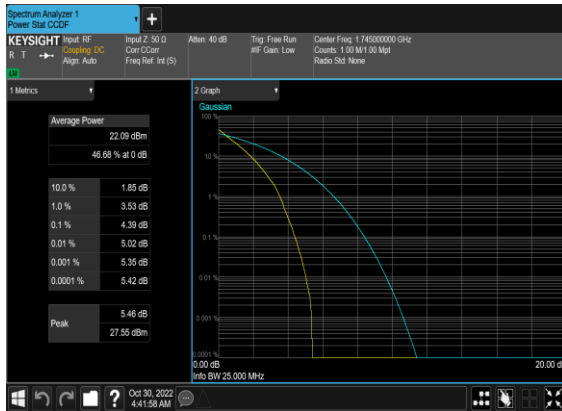 Spectrum Analyzer 1
Power Stat CCDF
KEYSIGHT
R T
LXI
Input: RF
Coupling: DC
Align: Auto
Input Z: 50 Ω
Corr CCorr
Freq Ref: Int (S)
Atten: 40 dB
Trig: Free Run
#IF Gain: Low
Center Freq: 1.745000000 GHz
Counts: 1.00 M/1.00 Mpt
Radio Std: None
1 Metrics
Average Power
22.09 dBm
46.68 % at 0 dB
10.0 % 1.85 dB
1.0 % 3.53 dB
0.1 % 4.39 dB
0.01 % 5.02 dB
0.001 % 5.35 dB
0.0001 % 5.42 dB
Peak
5.46 dB
27.55 dBm
2 Graph
Gaussian
100 %
10 %
1 %
0.1 %
0.01 %
0.001 %
0.0001 %
0.00 dB
20.00 d
Info BW 25.000 MHz
Oct 30, 2022
4:41:58 AM